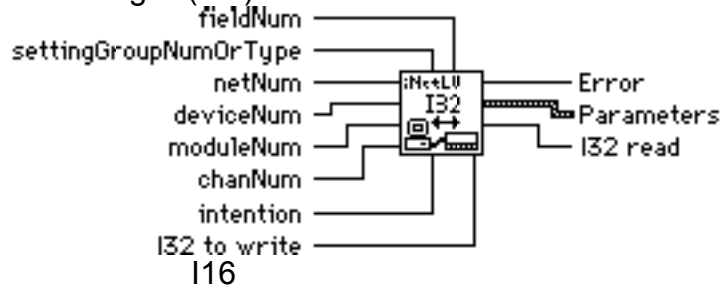 fieldNum
settingGroupNumOrType
netNum
deviceNum
moduleNum
chanNum
intention
I32 to write
iNetLV
I32
Error
Parameters
I32 read
I16